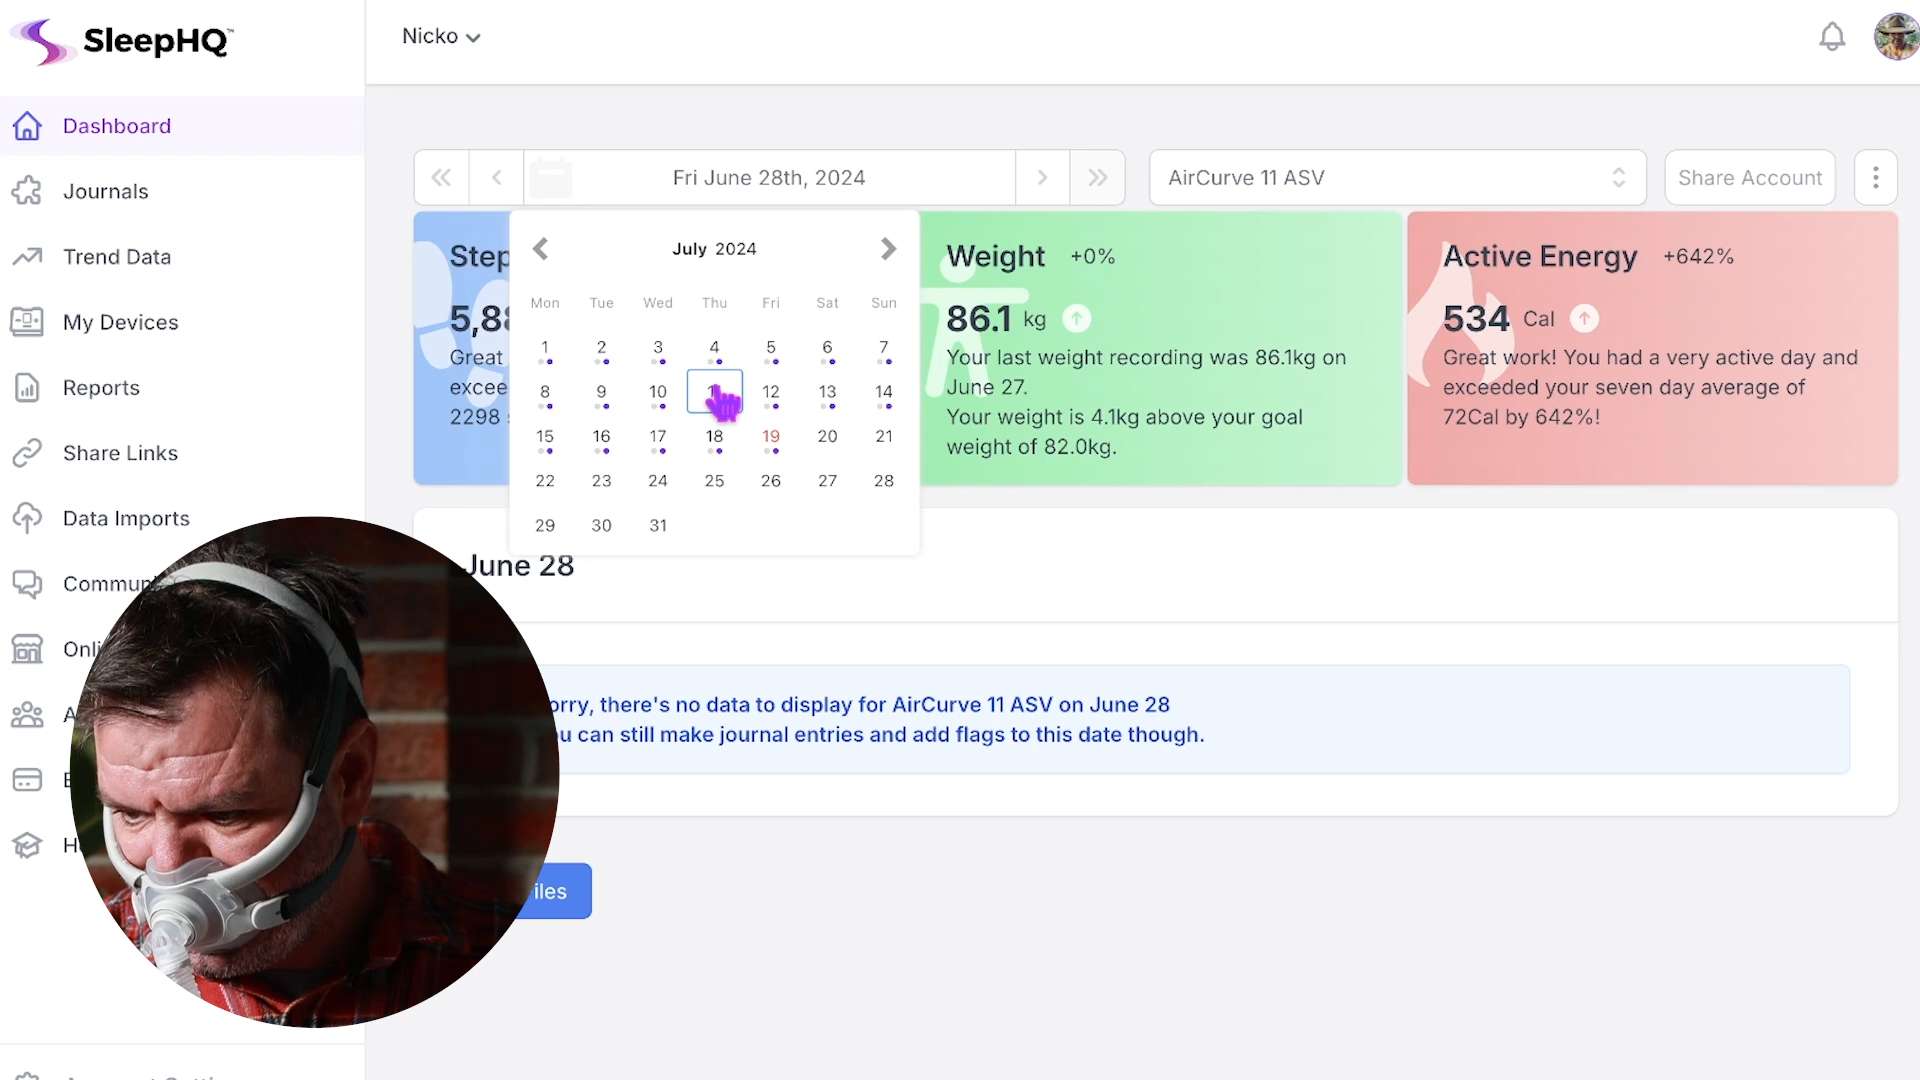 SleepHQ™
Nicko
Dashboard
Journals
Trend Data
My Devices
Reports
Share Links
Data Imports
Fri June 28th, 2024
AirCurve 11 ASV
Share Account
July 2024
Mon Tue Wed Thu Fri Sat Sun
1 2 3 4 5 6 7
8 9 10 12 13 14
15 16 17 18 19 20 21
22 23 24 25 26 27 28
29 30 31
Great
2298
Weight +0%
86.1 kg
Your last weight recording was 86.1kg on
June 27.
Your weight is 4.1kg above your goal
weight of 82.0kg.
Active Energy +642%
534 Cal
Great work! You had a very active day and
exceeded your seven day average of
72Cal by 642%!
June 28
orry, there's no data to display for AirCurve 11 ASV on June 28
u can still make journal entries and add flags to this date though.
iles